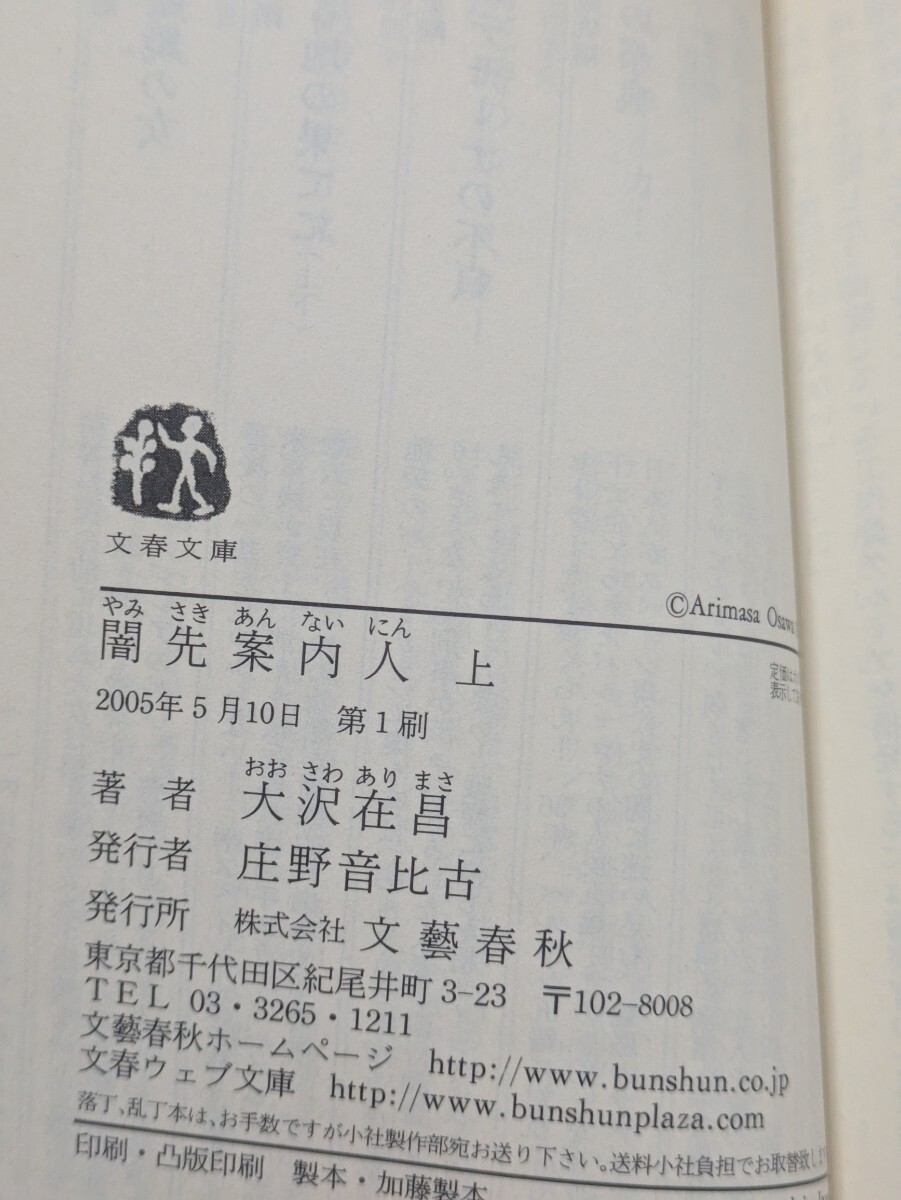 文春文庫
©Arimasa Osawa
やみ さき あん ない にん
闇先案内人 上
2005年5月10日 第1刷
おお さわ あり まさ
著者 大沢在昌
発行者 庄野音比古
発行所 株式会社 文藝春秋
東京都千代田区紀尾井町 3-23 〒102-8008
TEL 03・3265・1211
文藝春秋ホームページ http://www.bunshun.co.jp
文春ウェブ文庫 http://www.bunshunplaza.com
落丁、乱丁本は、お手数ですが小社製作部宛お送り下さい。送料小社負担でお取替致しま
印刷・凸版印刷 製本・加藤製本